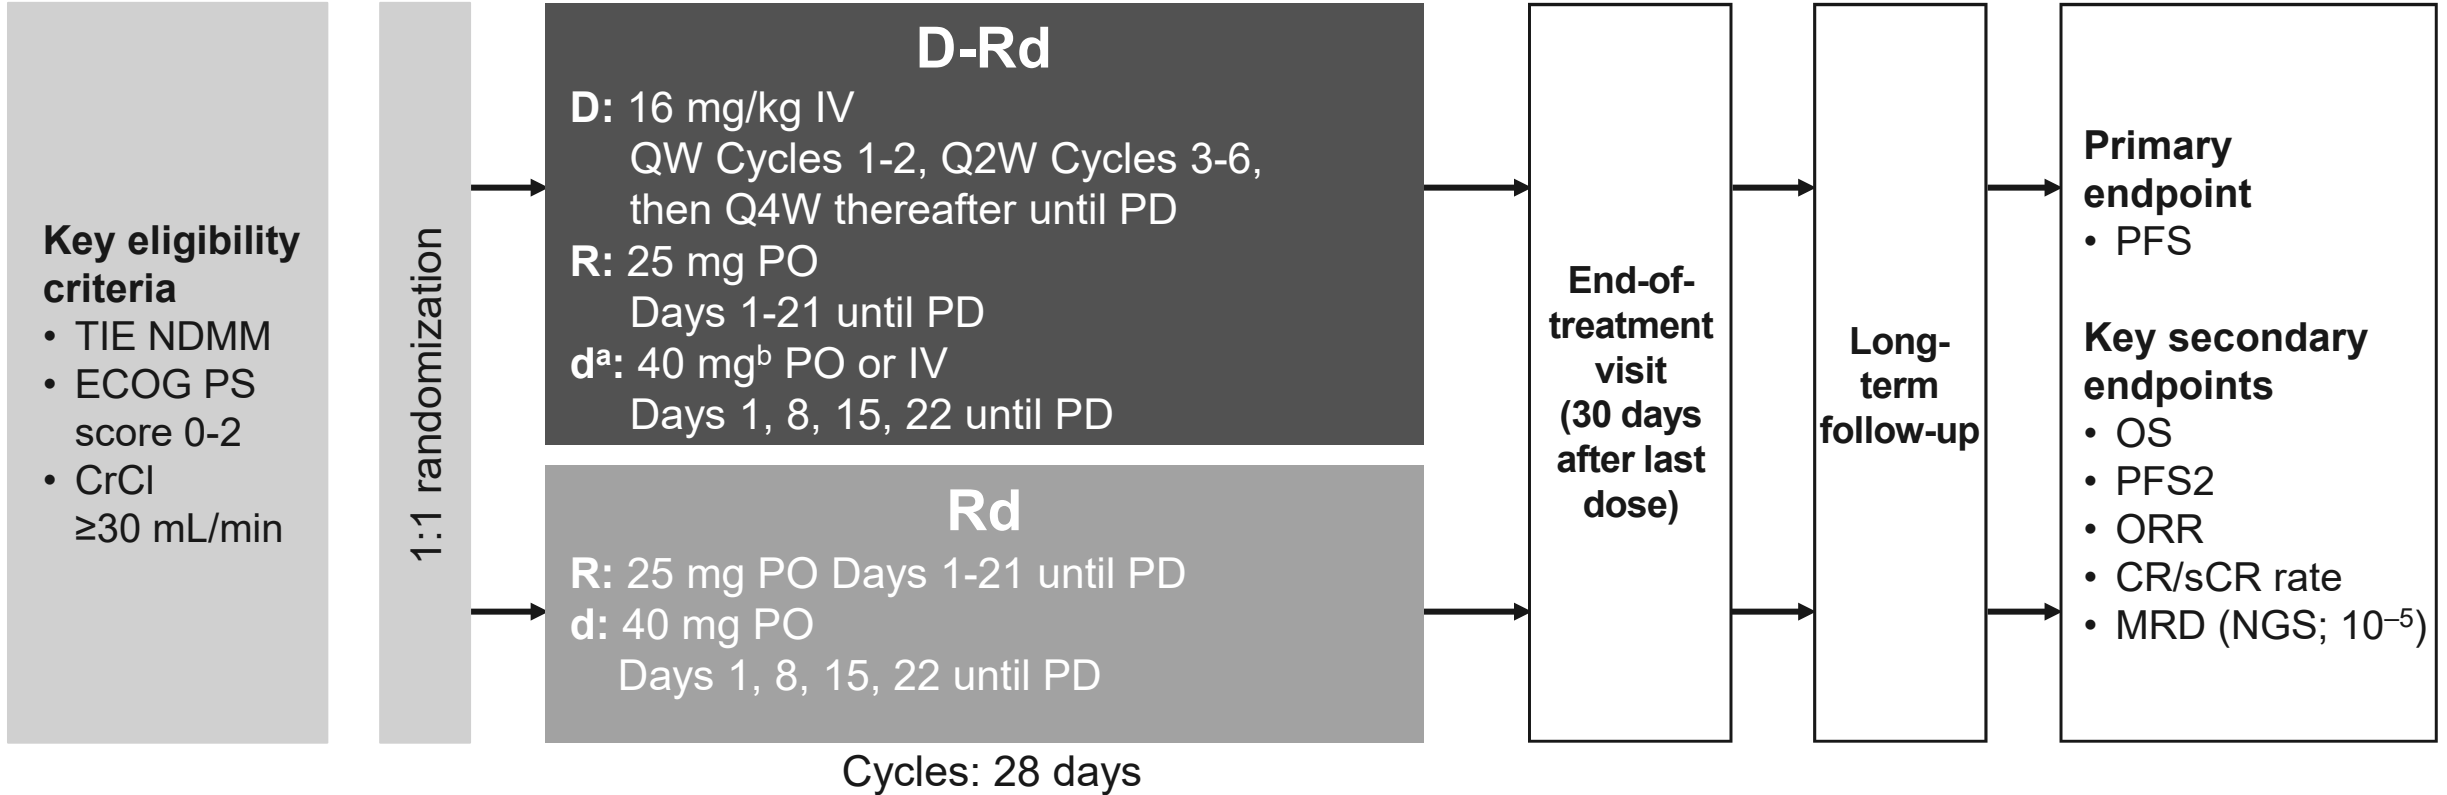 Key eligibility
criteria
• TIE NDMM
• ECOG PS
score 0-2
• CrCl
≥30 mL/min
1:1 randomization
D-Rd
D: 16 mg/kg IV
QW Cycles 1-2, Q2W Cycles 3-6,
then Q4W thereafter until PD
R: 25 mg PO
Days 1-21 until PD
dᵃ: 40 mgᵇ PO or IV
Days 1, 8, 15, 22 until PD
Rd
R: 25 mg PO Days 1-21 until PD
d: 40 mg PO
Days 1, 8, 15, 22 until PD
Cycles: 28 days
End-of-
treatment
visit
(30 days
after last
dose)
Long-
term
follow-up
Primary
endpoint
• PFS
Key secondary
endpoints
• OS
• PFS2
• ORR
• CR/sCR rate
• MRD (NGS; 10⁻⁵)